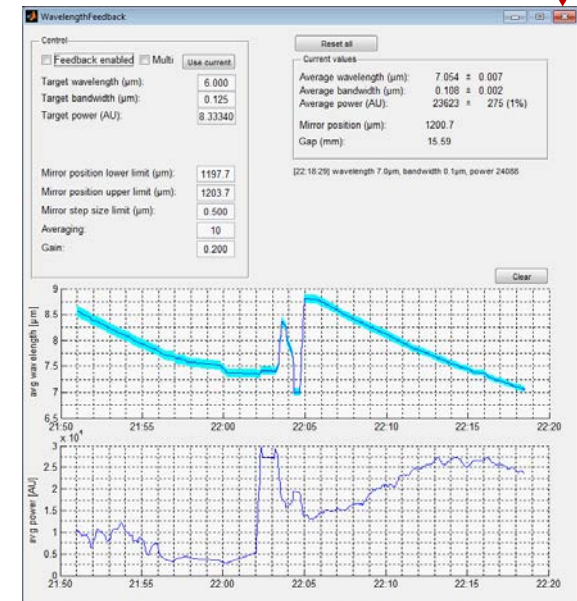 WavelengthFeedback
Control
Feedback enabled Multi Use current
Target wavelength (µm): 6.000
Target bandwidth (µm): 0.125
Target power (AU): 8.33340
Mirror position lower limit (µm): 1197.7
Mirror position upper limit (µm): 1203.7
Mirror step size limit (µm): 0.500
Averaging: 10
Gain: 0.200
Reset all
Current values
Average wavelength (µm): 7.054 ± 0.007
Average bandwidth (µm): 0.108 ± 0.002
Average power (AU): 23623 ± 275 (1%)
Mirror position (µm): 1200.7
Gap (mm): 15.59
[22:18:29] wavelength 7.0µm, bandwidth 0.1µm, power 24088
Clear
avg wavelength [µm]
9
8.5
8
7.5
7
6.5
21:50 21:55 22:00 22:05 22:10 22:15 22:20
x 10⁴
avg power [AU]
3
2.5
2
1.5
1
0.5
0
21:50 21:55 22:00 22:05 22:10 22:15 22:20